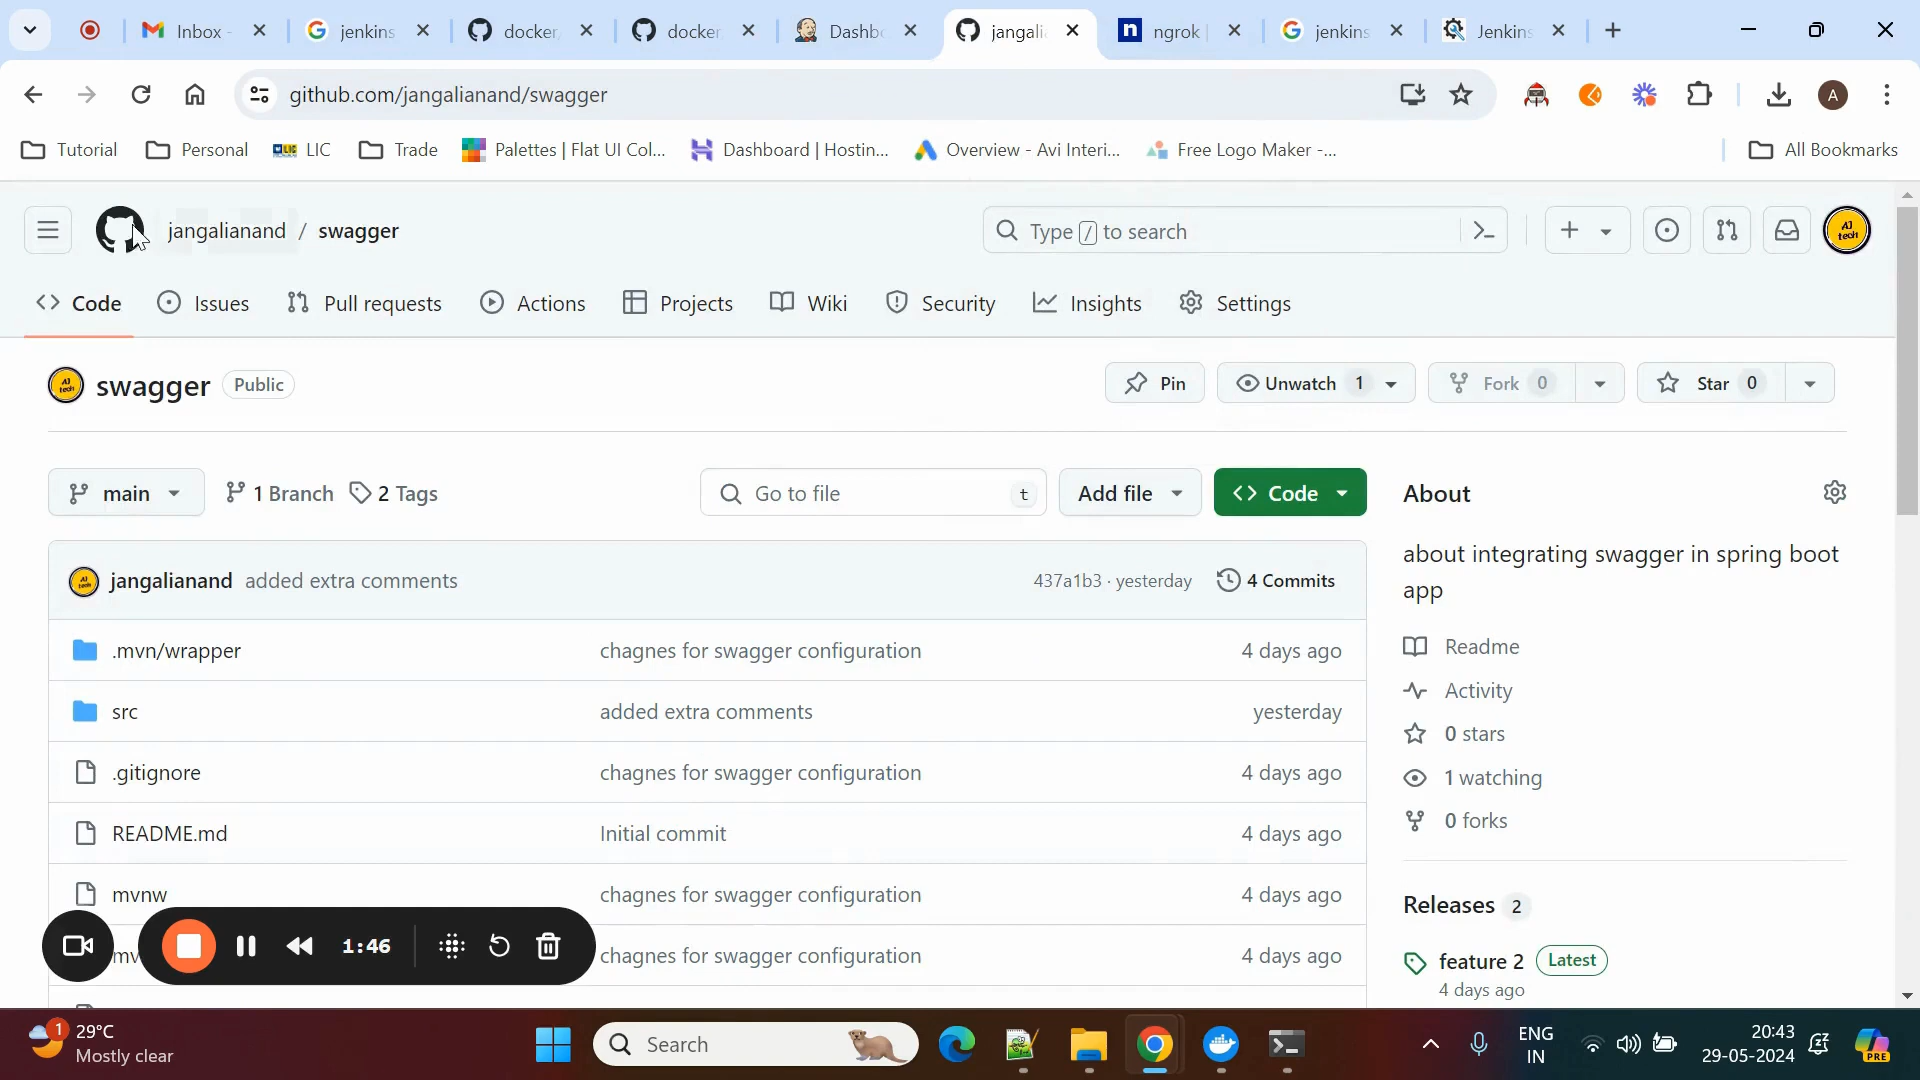 Inbox -
jenkins
docker
docker
Dashb
jangali
ngrok |
jenkins
Jenkins
github.com/jangalianand/swagger
A
Tutorial
Personal
LIC
Trade
Palettes | Flat UI Col...
Dashboard | Hostin...
Overview - Avi Interi...
Free Logo Maker -...
All Bookmarks
jangalianand / swagger
Type / to search
AJ tech
Code
Issues
Pull requests
Actions
Projects
Wiki
Security
Insights
Settings
swagger
Public
Pin
Unwatch 1
Fork 0
Star 0
main
1 Branch
2 Tags
Go to file
t
Add file
Code
About
about integrating swagger in spring boot
app
jangalianand added extra comments
437a1b3 · yesterday
4 Commits
.mvn/wrapper chagnes for swagger configuration 4 days ago
src added extra comments yesterday
.gitignore chagnes for swagger configuration 4 days ago
README.md Initial commit 4 days ago
mvnw chagnes for swagger configuration 4 days ago
chagnes for swagger configuration 4 days ago
Readme
Activity
0 stars
1 watching
0 forks
Releases 2
feature 2 Latest
4 days ago
1:46
1
29°C
Mostly clear
Search
ENG
IN
20:43
29-05-2024
PRE